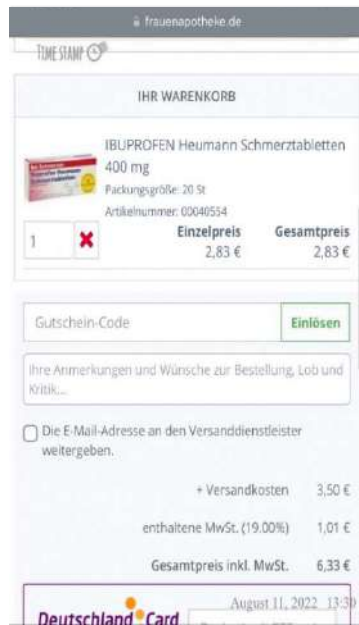 frauenapotheke.de
TIME STAMP
IHR WARENKORB
IBUPROFEN Heumann Schmerztabletten
400 mg
Packungsgröße: 20 St
Artikelnummer: 00040554
Einzelpreis Gesamtpreis
1 2,83 € 2,83 €
Gutschein-Code Einlösen
Ihre Anmerkungen und Wünsche zur Bestellung, Lob und
Kritik...
Die E-Mail-Adresse an den Versanddienstleister
weitergeben.
+ Versandkosten 3,50 €
enthaltene MwSt. (19.00%) 1,01 €
Gesamtpreis inkl. MwSt. 6,33 €
August 11, 2022 13:30
Deutschland Card